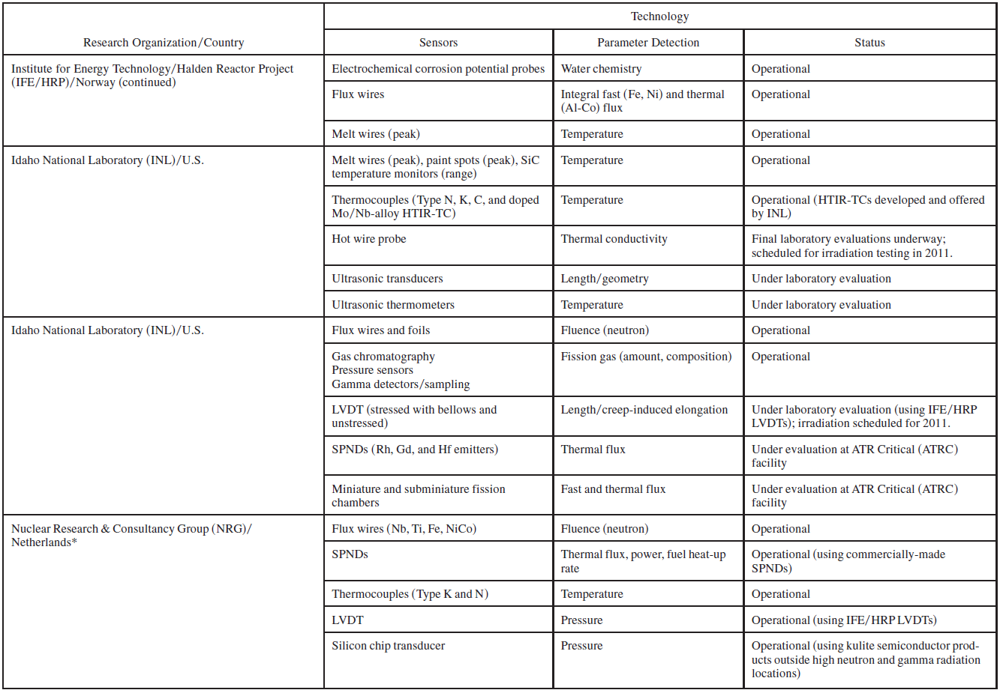 Technology
Research Organization/Country
Sensors
Parameter Detection
Status
Institute for Energy Technology/Halden Reactor Project
(IFE/HRP)/Norway (continued)
Electrochemical corrosion potential probes
Water chemistry
Operational
Flux wires
Integral fast (Fe, Ni) and thermal
(Al-Co) flux
Operational
Melt wires (peak)
Temperature
Operational
Idaho National Laboratory (INL)/U.S.
Melt wires (peak), paint spots (peak), SiC
temperature monitors (range)
Temperature
Operational
Thermocouples (Type N, K, C, and doped
Mo/Nb-alloy HTIR-TC)
Temperature
Operational (HTIR-TCs developed and offered
by INL)
Hot wire probe
Thermal conductivity
Final laboratory evaluations underway;
scheduled for irradiation testing in 2011.
Ultrasonic transducers
Length/geometry
Under laboratory evaluation
Ultrasonic thermometers
Temperature
Under laboratory evaluation
Idaho National Laboratory (INL)/U.S.
Flux wires and foils
Fluence (neutron)
Operational
Gas chromatography
Pressure sensors
Gamma detectors/sampling
Fission gas (amount, composition)
Operational
LVDT (stressed with bellows and
unstressed)
Length/creep-induced elongation
Under laboratory evaluation (using IFE/HRP
LVDTs); irradiation scheduled for 2011.
SPNDs (Rh, Gd, and Hf emitters)
Thermal flux
Under evaluation at ATR Critical (ATRC)
facility
Miniature and subminiature fission
chambers
Fast and thermal flux
Under evaluation at ATR Critical (ATRC)
facility
Nuclear Research & Consultancy Group (NRG)/
Netherlands*
Flux wires (Nb, Ti, Fe, NiCo)
Fluence (neutron)
Operational
SPNDs
Thermal flux, power, fuel heat-up
rate
Operational (using commercially-made
SPNDs)
Thermocouples (Type K and N)
Temperature
Operational
LVDT
Pressure
Operational (using IFE/HRP LVDTs)
Silicon chip transducer
Pressure
Operational (using kulite semiconductor prod-
ucts outside high neutron and gamma radiation
locations)